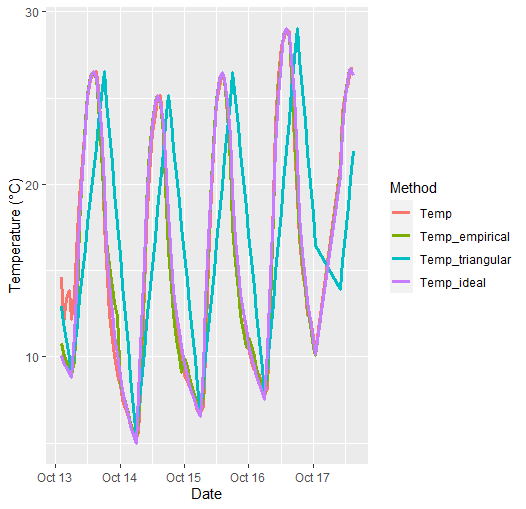 30
20
10
Temperature (°C)
Oct 13 Oct 14 Oct 15 Oct 16 Oct 17
Date
Method
Temp
Temp_empirical
Temp_triangular
Temp_ideal